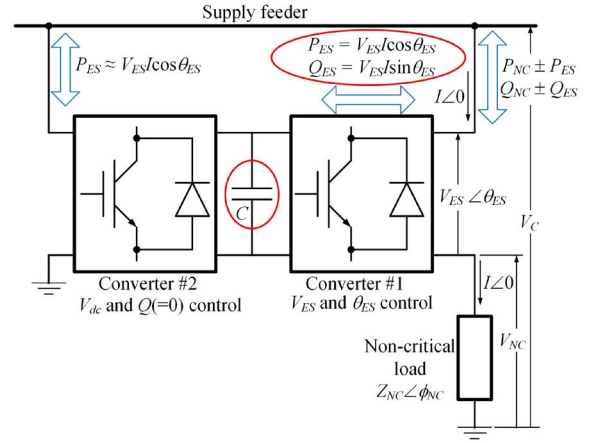 Supply feeder
P_ES ≈ V_ES I cosθ_ES
P_ES = V_ES I cosθ_ES
Q_ES = V_ES I sinθ_ES
I∠0
P_NC ± P_ES
Q_NC ± Q_ES
C
V_ES ∠θ_ES
V_C
Converter #2
V_dc and Q(=0) control
Converter #1
V_ES and θ_ES control
I∠0
Non-critical
load
Z_NC∠ϕ_NC
V_NC